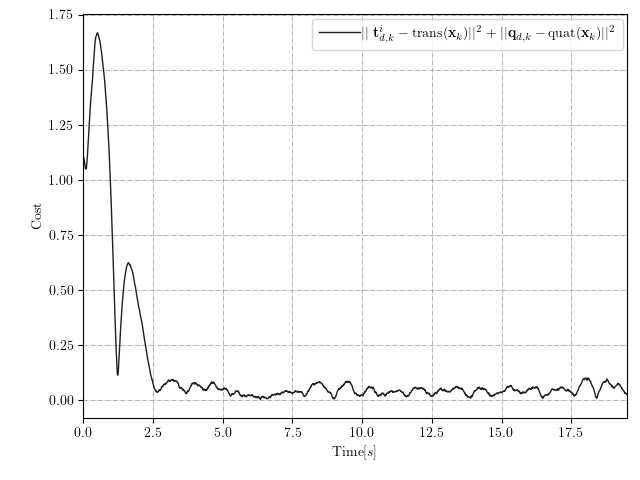 || t^i_{d,k} − trans(x_k)||^2 + ||q_{d,k} − quat(x_k)||^2
1.75
1.50
1.25
1.00
0.75
0.50
0.25
0.00
Cost
0.0 2.5 5.0 7.5 10.0 12.5 15.0 17.5
Time[s]